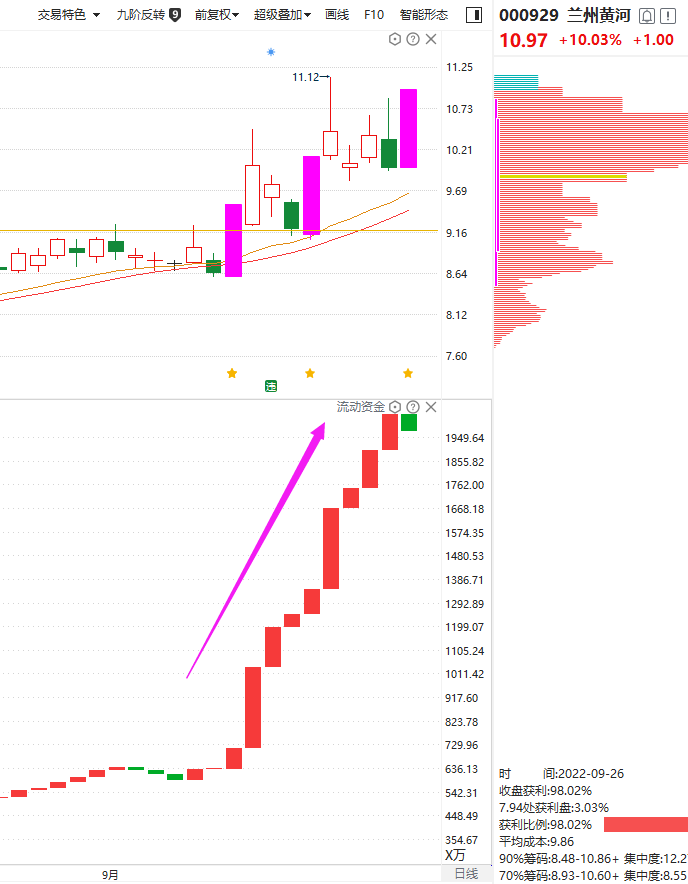 交易特色 九阶反转 9 前复权 超级叠加 画线 F10 智能形态
000929 兰州黄河
10.97 +10.03% +1.00
11.25
11.12
10.73
10.21
9.69
9.16
8.64
8.12
7.60
流动资金
1949.64
1855.82
1762.00
1668.18
1574.35
1480.53
1386.71
1292.89
1199.07
1105.24
1011.42
917.60
823.78
729.96
636.13
542.31
448.49
354.67
X万
9月
日线
时 间:2022-09-26
收盘获利:98.02%
7.94处获利盘:3.03%
获利比例:98.02%
平均成本:9.86
90%筹码:8.48-10.86+ 集中度:12.2
70%筹码:8.93-10.60+ 集中度:8.55